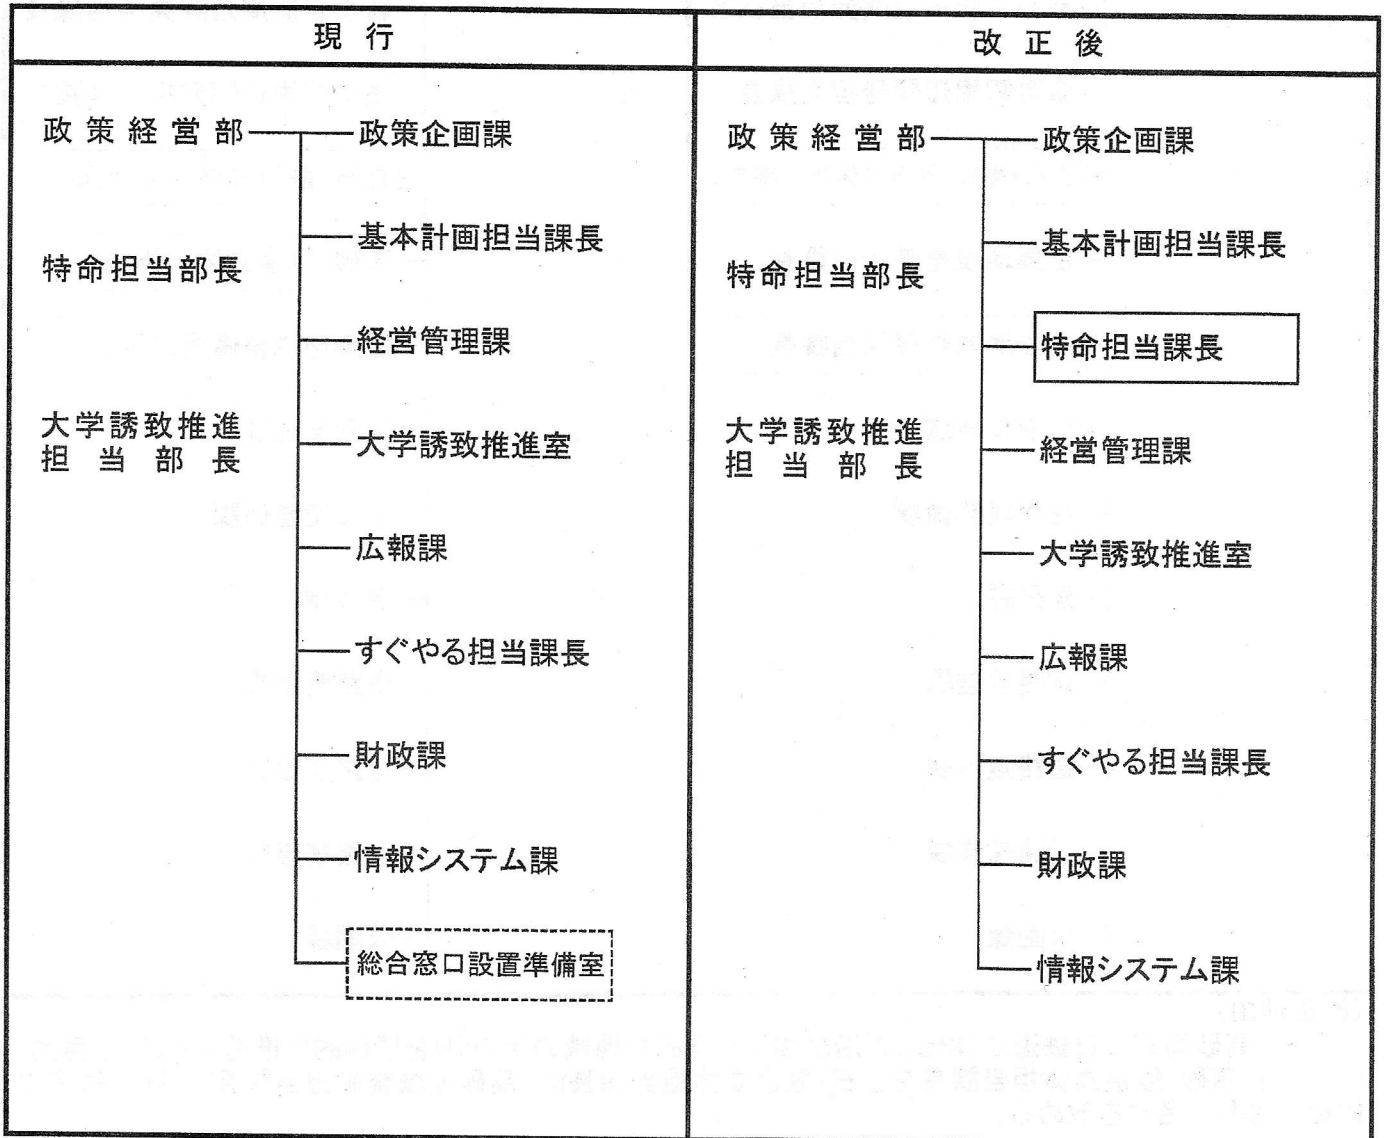 現行
政策経営部
政策企画課
基本計画担当課長
特命担当部長
経営管理課
大学誘致推進
担当部長
大学誘致推進室
広報課
すぐやる担当課長
財政課
情報システム課
総合窓口設置準備室
改正後
政策経営部
政策企画課
基本計画担当課長
特命担当部長
特命担当課長
大学誘致推進
担当部長
経営管理課
大学誘致推進室
広報課
すぐやる担当課長
財政課
情報システム課